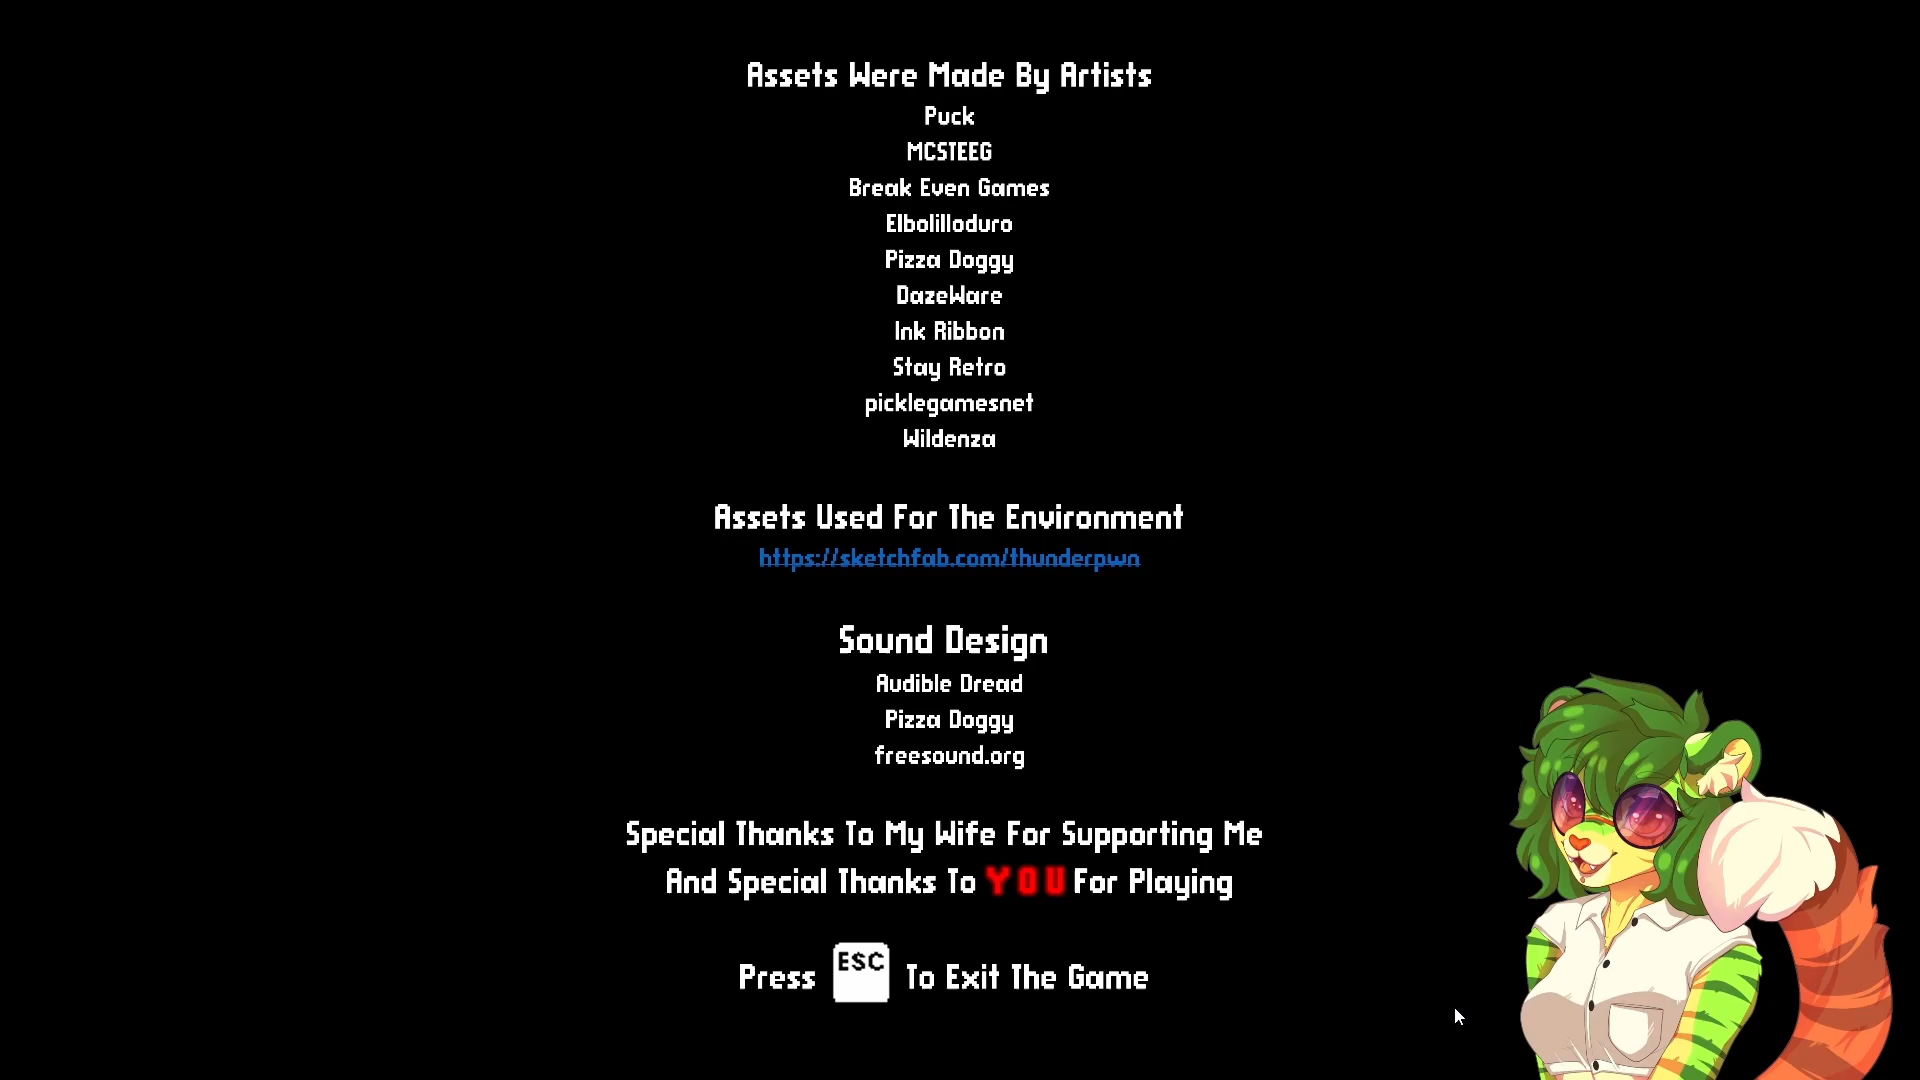 Assets Were Made By Artists
Puck
MCSTEEG
Break Even Games
Elbolilloduro
Pizza Doggy
DazeWare
Ink Ribbon
Stay Retro
picklegamesnet
Wildenza
Assets Used For The Environment
https://sketchfab.com/thunderpwn
Sound Design
Audible Dread
Pizza Doggy
freesound.org
Special Thanks To My Wife For Supporting Me
And Special Thanks To YOU For Playing
Press ESC To Exit The Game